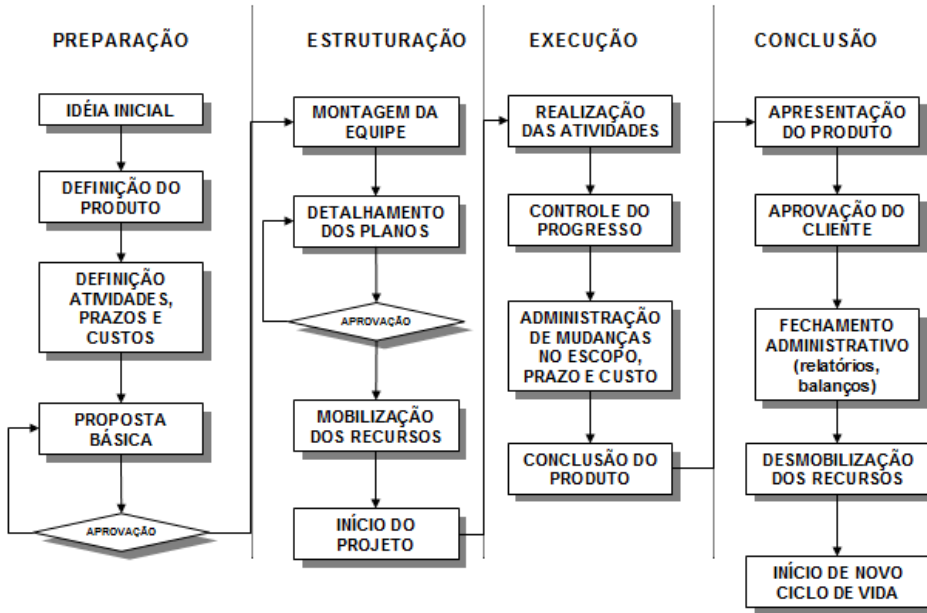 PREPARAÇÃO
IDÉIA INICIAL
DEFINIÇÃO DO
PRODUTO
DEFINIÇÃO
ATIVIDADES,
PRAZOS E
CUSTOS
PROPOSTA
BÁSICA
APROVAÇÃO
ESTRUTURAÇÃO
MONTAGEM DA
EQUIPE
DETALHAMENTO
DOS PLANOS
APROVAÇÃO
MOBILIZAÇÃO
DOS RECURSOS
INÍCIO DO
PROJETO
EXECUÇÃO
REALIZAÇÃO
DAS ATIVIDADES
CONTROLE DO
PROGRESSO
ADMINISTRAÇÃO
DE MUDANÇAS
NO ESCOPO,
PRAZO E CUSTO
CONCLUSÃO DO
PRODUTO
CONCLUSÃO
APRESENTAÇÃO
DO PRODUTO
APROVAÇÃO DO
CLIENTE
FECHAMENTO
ADMINISTRATIVO
(relatórios,
balanços)
DESMOBILIZAÇÃO
DOS RECURSOS
INÍCIO DE NOVO
CICLO DE VIDA